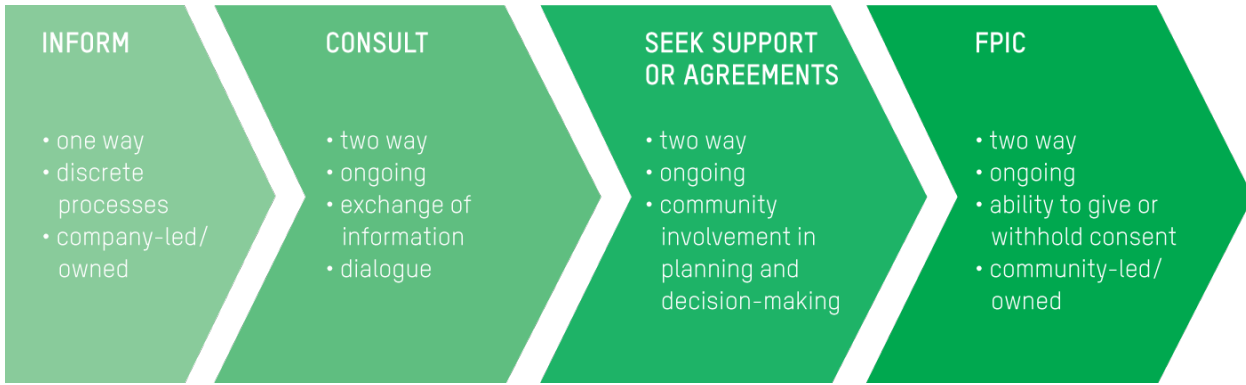 INFORM
• one way
• discrete
processes
• company-led/
owned
CONSULT
• two way
• ongoing
• exchange of
information
• dialogue
SEEK SUPPORT
OR AGREEMENTS
• two way
• ongoing
• community
involvement in
planning and
decision-making
FPIC
• two way
• ongoing
• ability to give or
withhold consent
• community-led/
owned